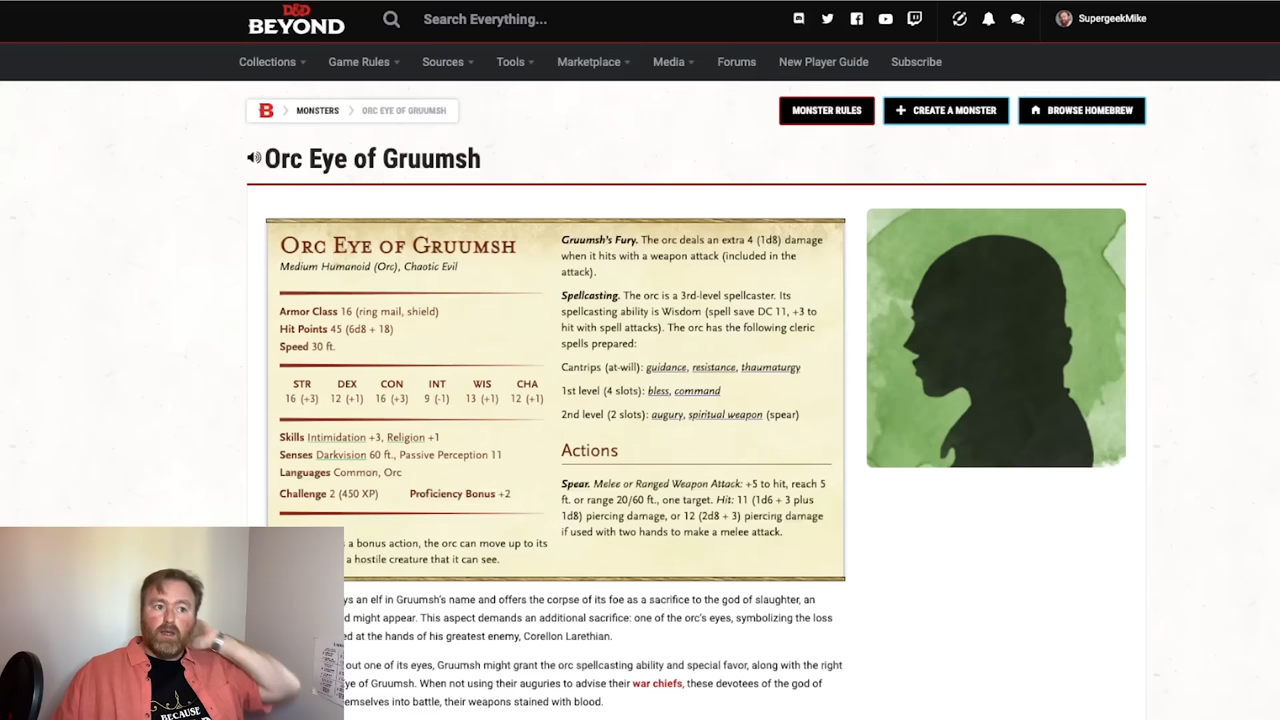 D&D
BEYOND
Search Everything...
SupergeekMike
Collections
Game Rules
Sources
Tools
Marketplace
Media
Forums
New Player Guide
Subscribe
B
MONSTERS
ORC EYE OF GRUUMSH
MONSTER RULES
+ CREATE A MONSTER
BROWSE HOMEBREW
Orc Eye of Gruumsh
ORC EYE OF GRUUMSH
Medium Humanoid (Orc), Chaotic Evil
Armor Class 16 (ring mail, shield)
Hit Points 45 (6d8 + 18)
Speed 30 ft.
STR DEX CON INT WIS CHA
16 (+3) 12 (+1) 16 (+3) 9 (-1) 13 (+1) 12 (+1)
Skills Intimidation +3, Religion +1
Senses Darkvision 60 ft., Passive Perception 11
Languages Common, Orc
Challenge 2 (450 XP) Proficiency Bonus +2
s a bonus action, the orc can move up to its
a hostile creature that it can see.
Gruumsh's Fury. The orc deals an extra 4 (1d8) damage
when it hits with a weapon attack (included in the
attack).
Spellcasting. The orc is a 3rd-level spellcaster. Its
spellcasting ability is Wisdom (spell save DC 11, +3 to
hit with spell attacks). The orc has the following cleric
spells prepared:
Cantrips (at-will): guidance, resistance, thaumaturgy
1st level (4 slots): bless, command
2nd level (2 slots): augury, spiritual weapon (spear)
Actions
Spear. Melee or Ranged Weapon Attack: +5 to hit, reach 5
ft. or range 20/60 ft., one target. Hit: 11 (1d6 + 3 plus
1d8) piercing damage, or 12 (2d8 + 3) piercing damage
if used with two hands to make a melee attack.
ys an elf in Gruumsh's name and offers the corpse of its foe as a sacrifice to the god of slaughter, an
d might appear. This aspect demands an additional sacrifice: one of the orc's eyes, symbolizing the loss
ed at the hands of his greatest enemy, Corellon Larethian.
out one of its eyes, Gruumsh might grant the orc spellcasting ability and special favor, along with the right
ye of Gruumsh. When not using their auguries to advise their war chiefs, these devotees of the god of
emselves into battle, their weapons stained with blood.
BECAUSE